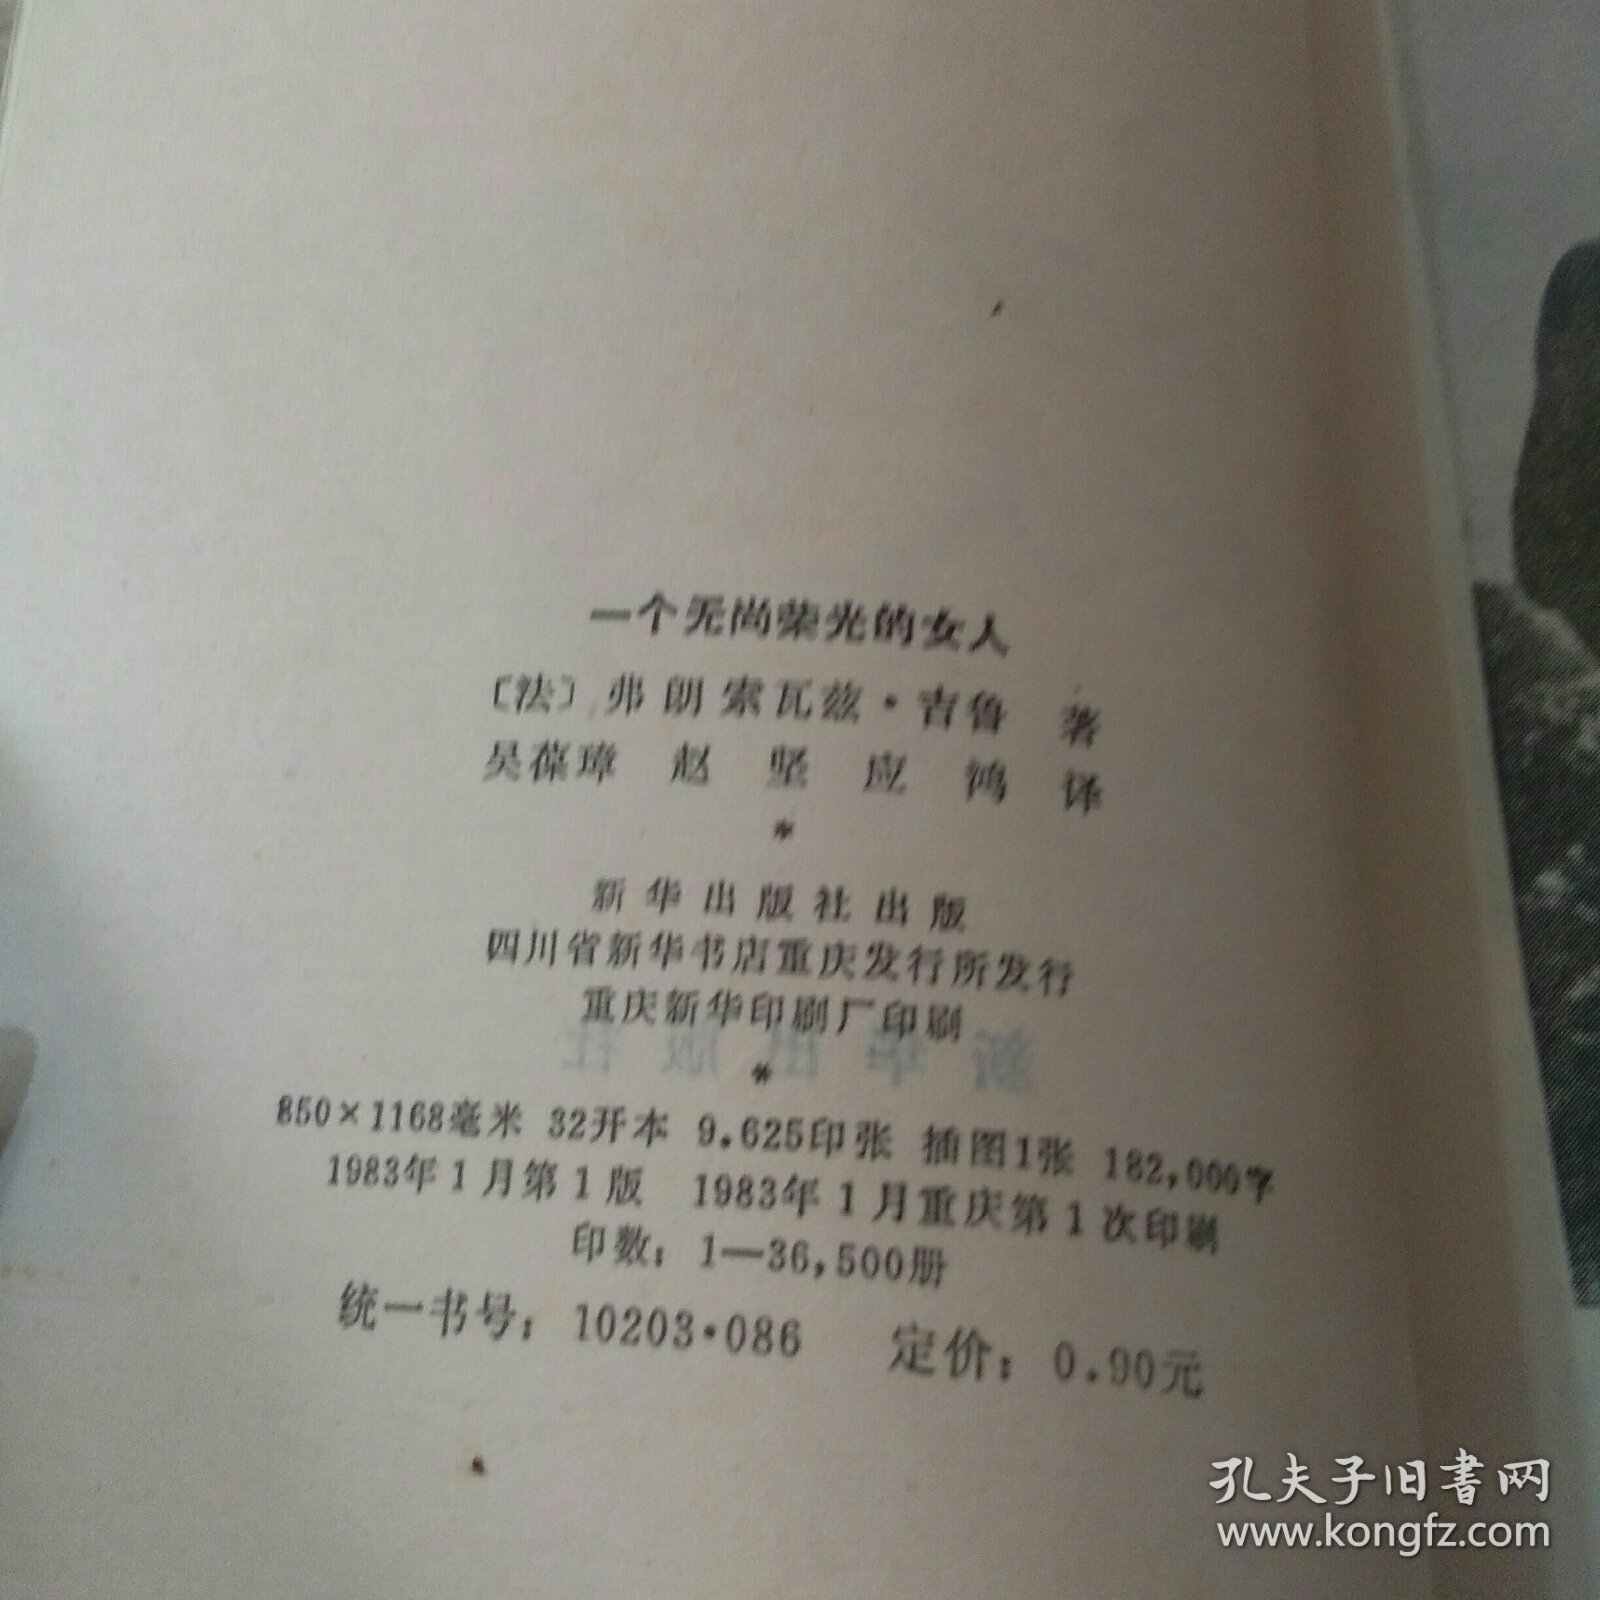 一个无尚荣光的女人
〔法〕弗朗索瓦兹·吉鲁 著
吴葆璋 赵 坚 应 鸿 译
*
新华出版社出版
四川省新华书店重庆发行所发行
重庆新华印刷厂印刷
新华出版社
*
850×1168毫米 32开本 9.625印张 插图1张 182,000字
1983年1月第1版 1983年1月重庆第1次印刷
印数：1—36,500册
统一书号：10203·086 定价：0.90元
孔夫子旧书网
www.kongfz.com